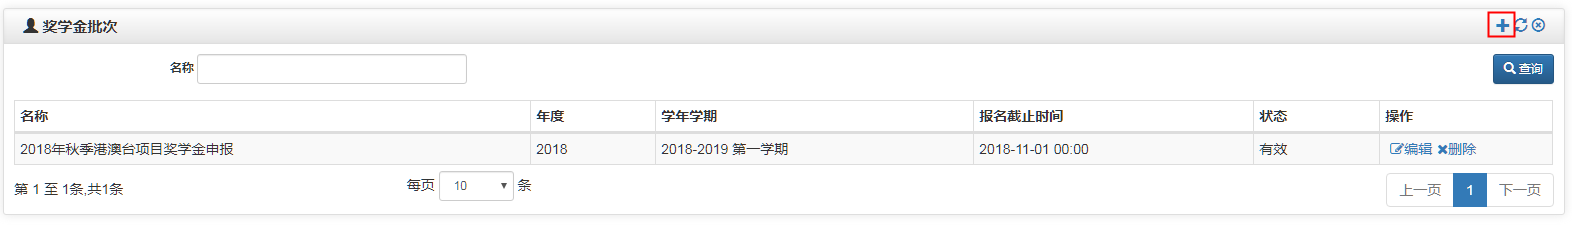 奖学金批次
名称
查询
名称 年度 学年学期 报名截止时间 状态 操作
2018年秋季港澳台项目奖学金申报 2018 2018-2019 第一学期 2018-11-01 00:00 有效 编辑 删除
第 1 至 1条,共1条 每页 10 条 上一页 1 下一页